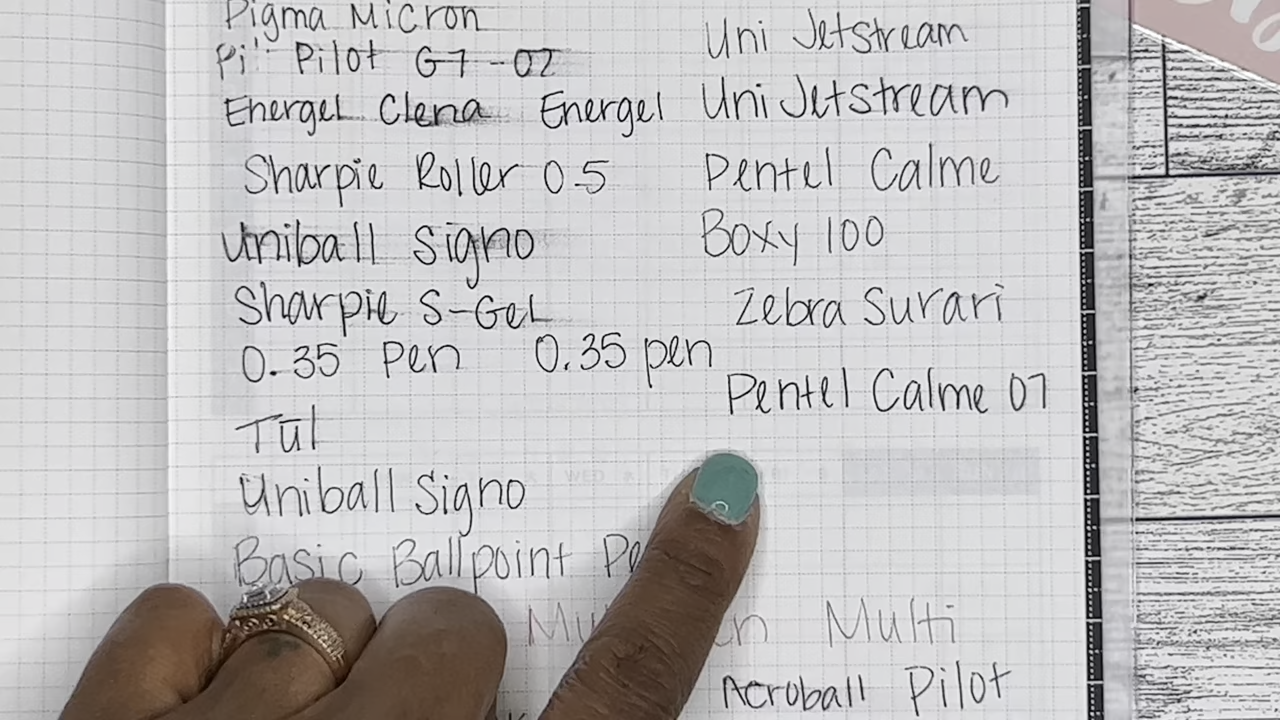 Pigma Micron
Pi" Pilot G7-02
Energel Clena Energel
Sharpie Roller 0.5
Uniball Signo
Sharpie S-Gel
0.35 Pen 0.35 pen
Tul
Uniball Signo
Basic Ballpoint
Uni Jetstream
Uni Jetstream
Pentel Calme
Boxy 100
Zebra Surari
Pentel Calme 07
WED
Multi
Acroball Pilot